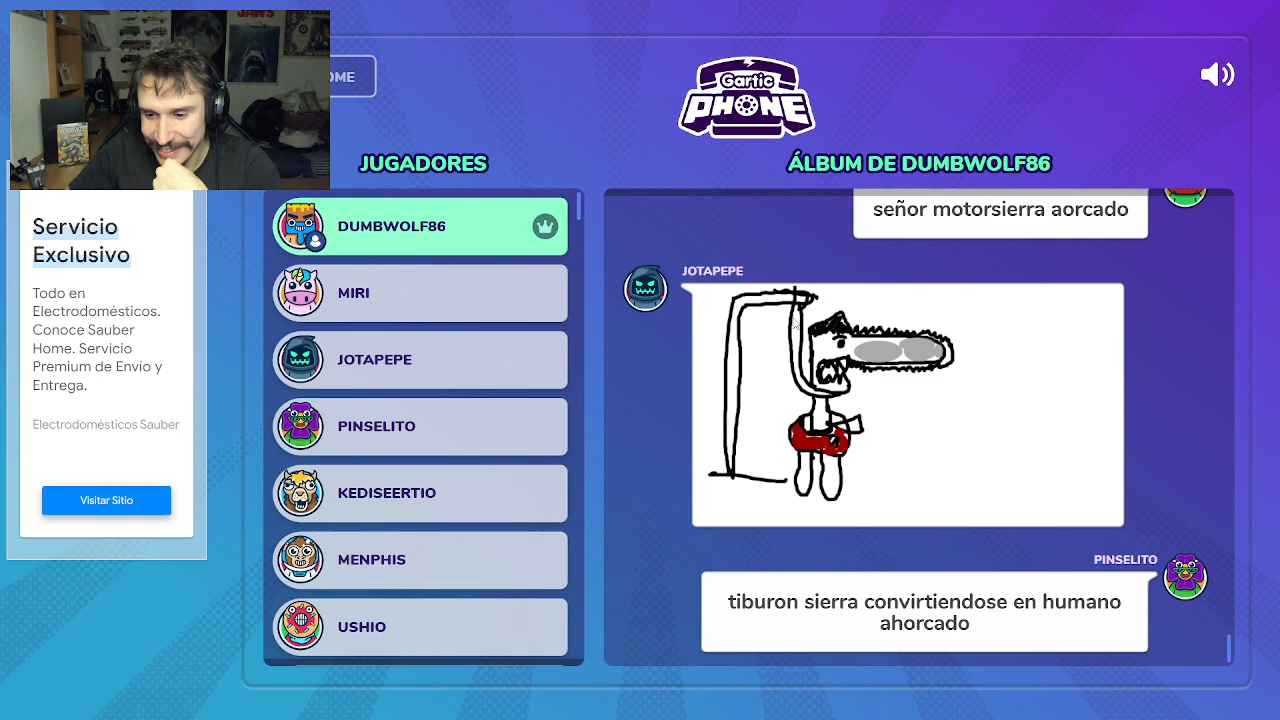 JAWS
OME
Gartic
PHONE
JUGADORES
ÁLBUM DE DUMBWOLF86
Servicio
Exclusivo
Todo en
Electrodomésticos.
Conoce Sauber
Home. Servicio
Premium de Envío y
Entrega.
Electrodomésticos Sauber
Visitar Sitio
DUMBWOLF86
MIRI
JOTAPEPE
PINSELITO
KEDISEERTIO
MENPHIS
USHIO
señor motorsierra aorcado
JOTAPEPE
PINSELITO
tiburon sierra convirtiendose en humano
ahorcado